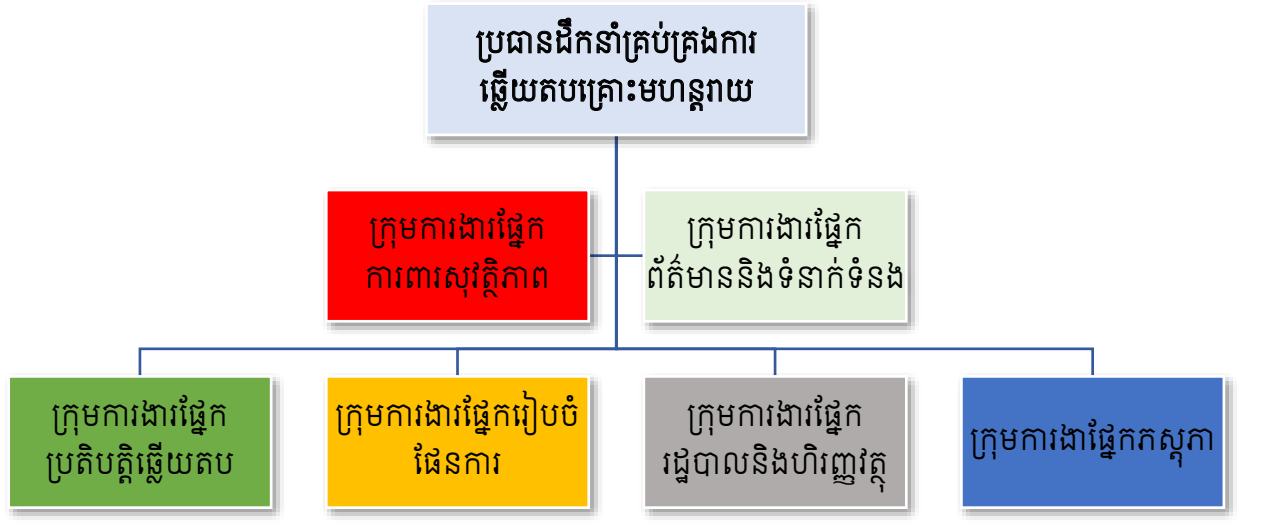 ប្រធានដឹកនាំគ្រប់គ្រងការ
ឆ្លើយតបគ្រោះមហន្តរាយ
ក្រុមការងារផ្នែក
ការពារសុវត្ថិភាព
ក្រុមការងារផ្នែក
ព័ត៌មាននិងទំនាក់ទំនង
ក្រុមការងារផ្នែក
ប្រតិបត្តិឆ្លើយតប
ក្រុមការងារផ្នែករៀបចំ
ផែនការ
ក្រុមការងារផ្នែក
រដ្ឋបាលនិងហិរញ្ញវត្ថុ
ក្រុមការងាផ្នែកភស្តុភា